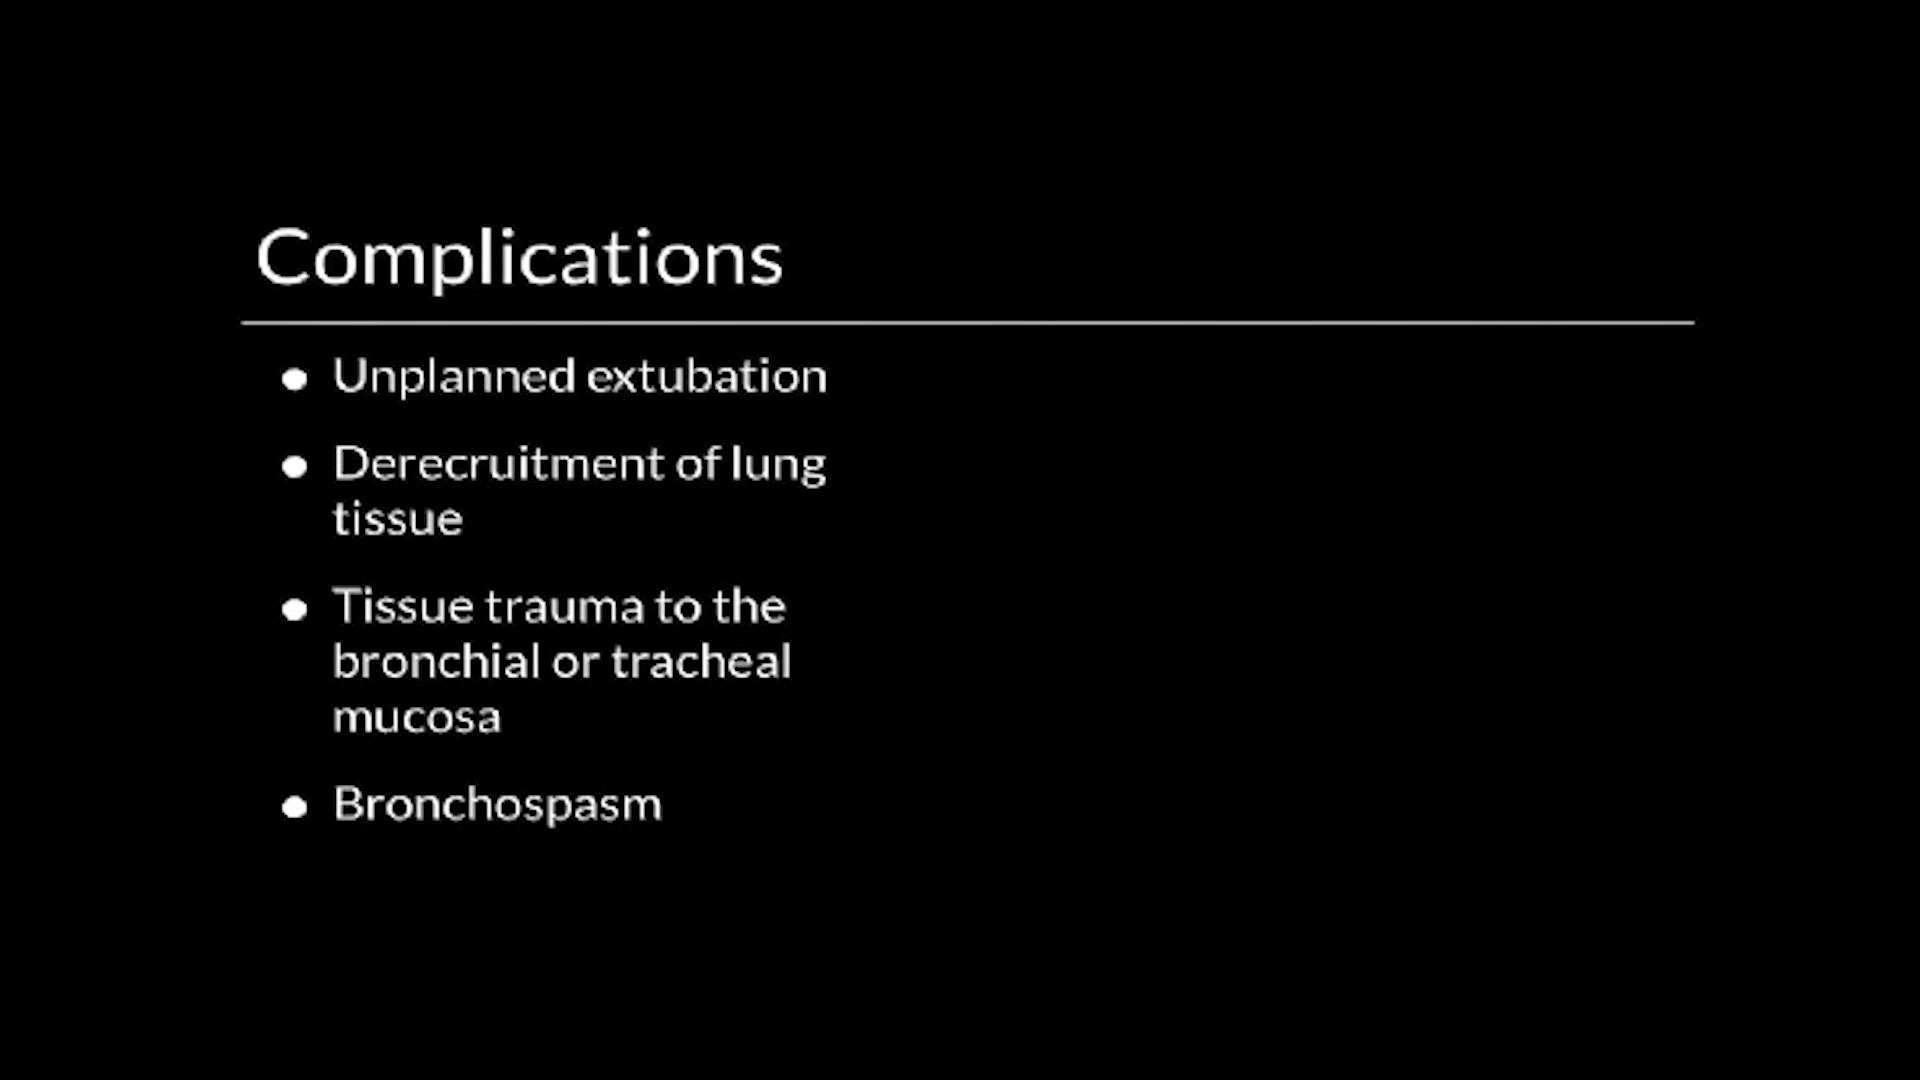 Complications
● Unplanned extubation
● Derecruitment of lung
tissue
● Tissue trauma to the
bronchial or tracheal
mucosa
● Bronchospasm